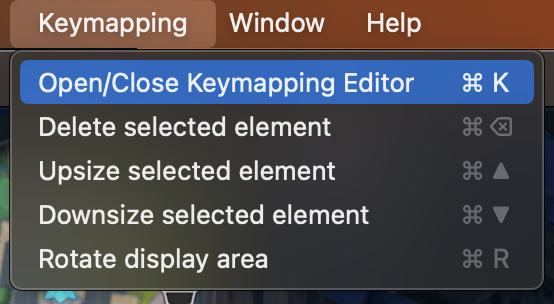 Keymapping Window Help
Open/Close Keymapping Editor ⌘ K
Delete selected element ⌘ ⌫
Upsize selected element ⌘ ▲
Downsize selected element ⌘ ▼
Rotate display area ⌘ R